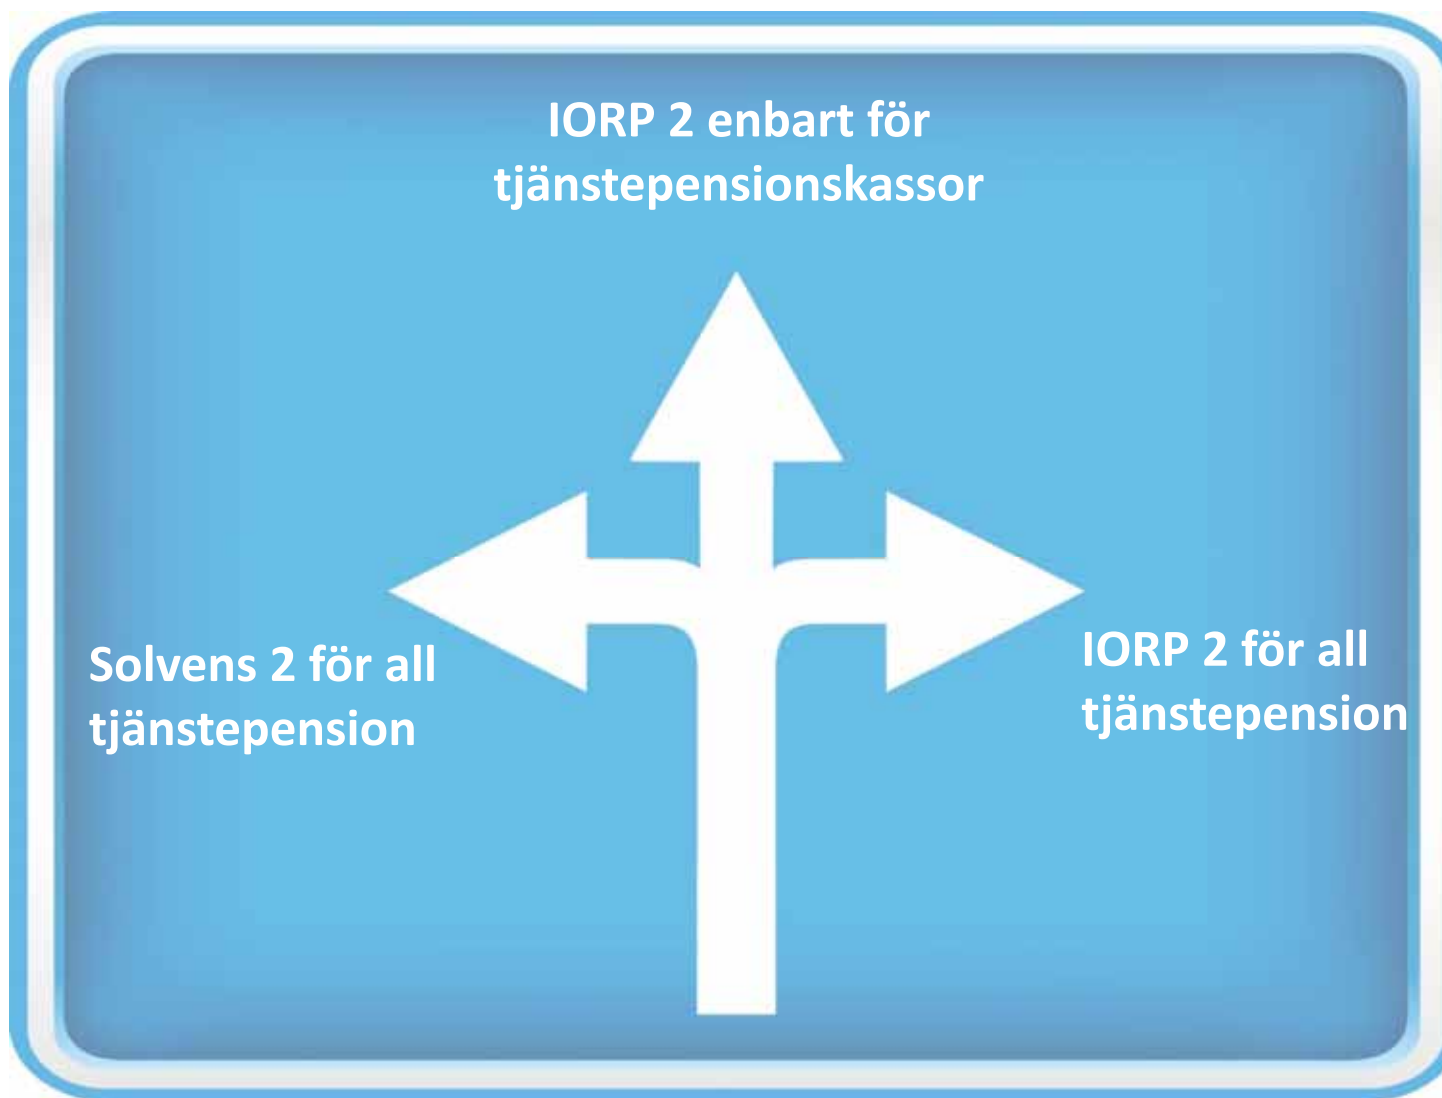 IORP 2 enbart för
tjänstepensionskassor
Solvens 2 för all
tjänstepension
IORP 2 för all
tjänstepension